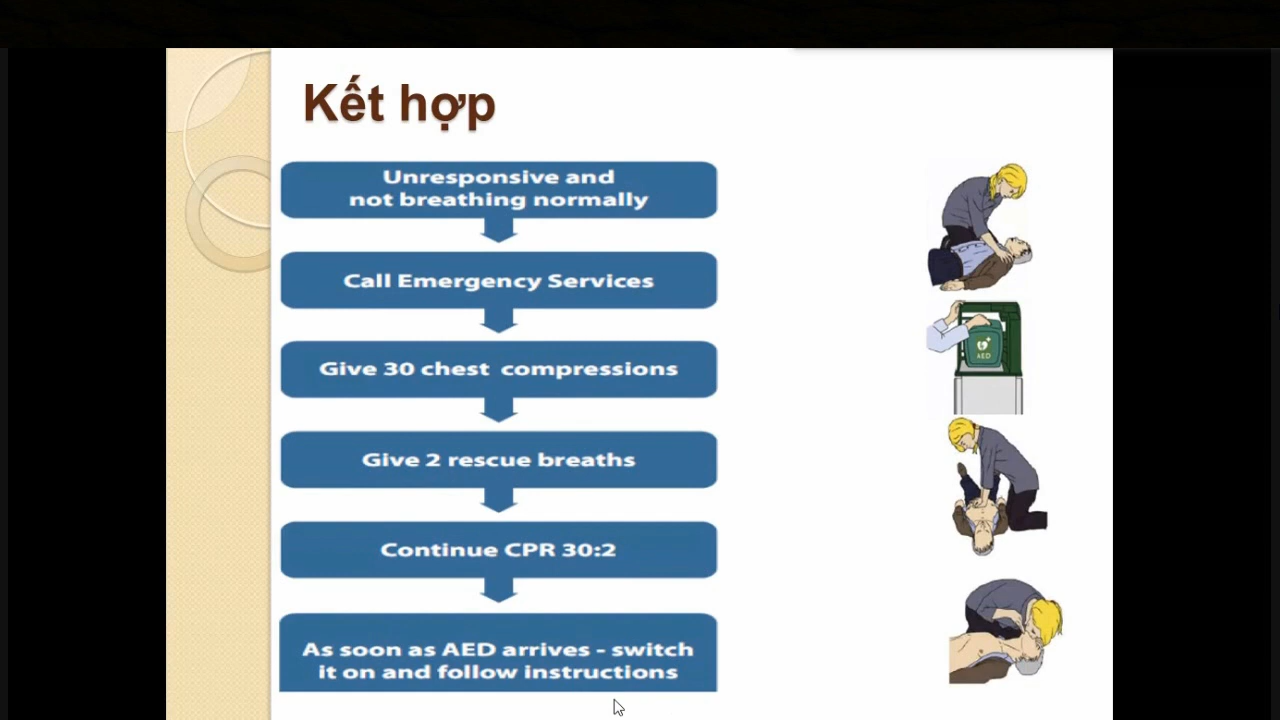 Kết hợp
Unresponsive and
not breathing normally
Call Emergency Services
Give 30 chest compressions
Give 2 rescue breaths
Continue CPR 30:2
As soon as AED arrives - switch
it on and follow instructions
AED